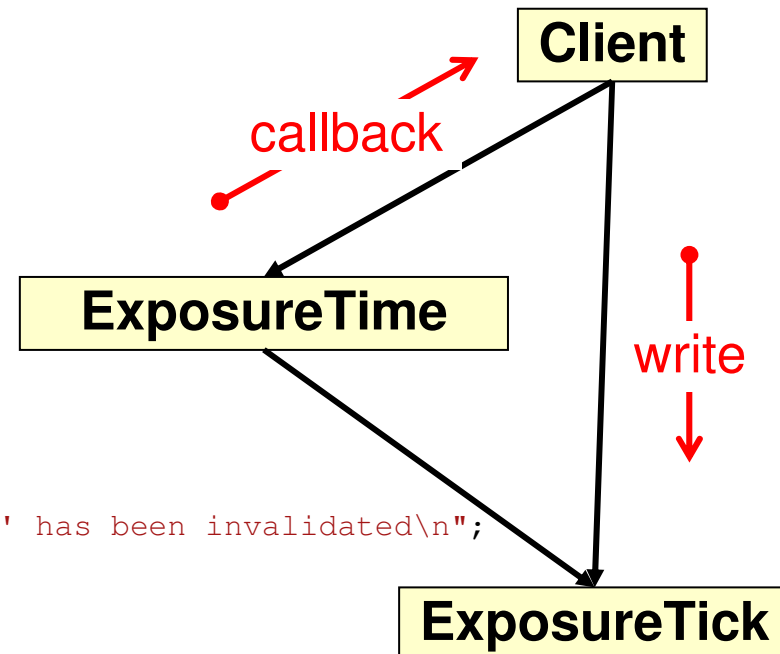 Client
callback
ExposureTime
write
' has been invalidated\n";
ExposureTick